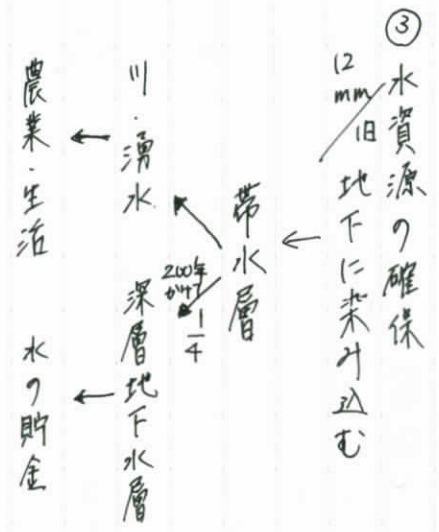 ③
水資源の確保
12mm/日 地下に染み込む
帯水層
川・湧水
200年かけて
1/4
深層地下水層
農業・生活
水の貯金